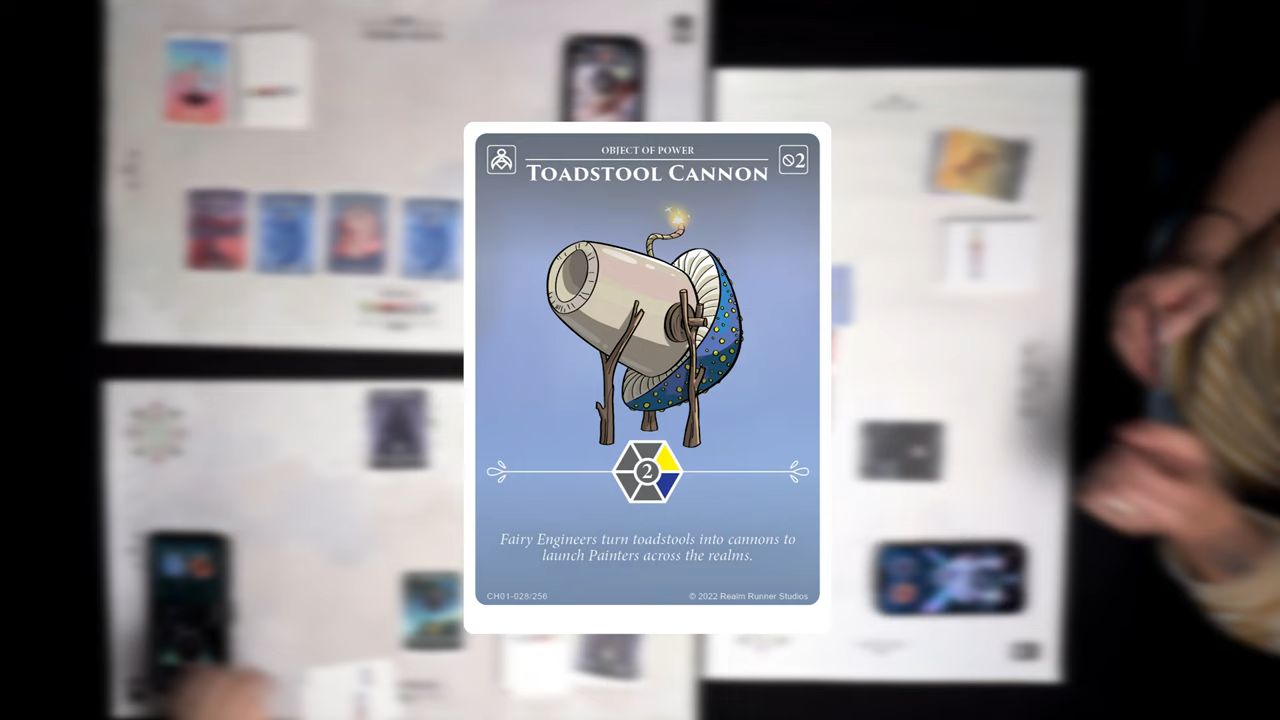 OBJECT OF POWER
TOADSTOOL CANNON
2
2
Fairy Engineers turn toadstools into cannons to
launch Painters across the realms.
CH01-028/256
© 2022 Realm Runner Studios